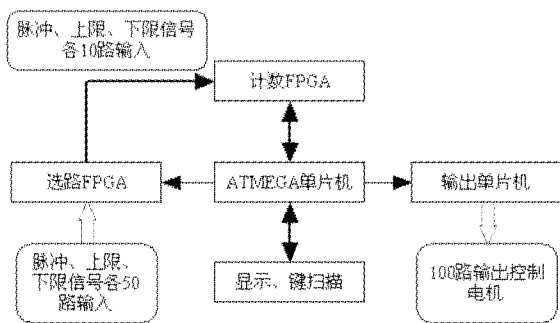 脉冲、上限、下限信号
各10路输入
计数FPGA
选路FPGA
ATMEGA单片机
输出单片机
脉冲、上限、
下限信号各50
路输入
显示、键扫描
100路输出控制
电机